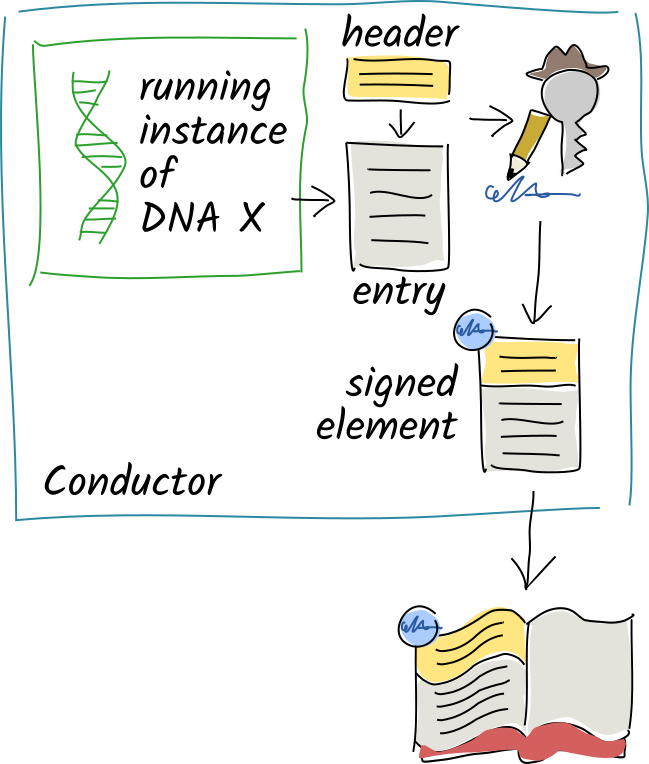 header
running
instance
of
DNA X
entry
signed
element
Conductor